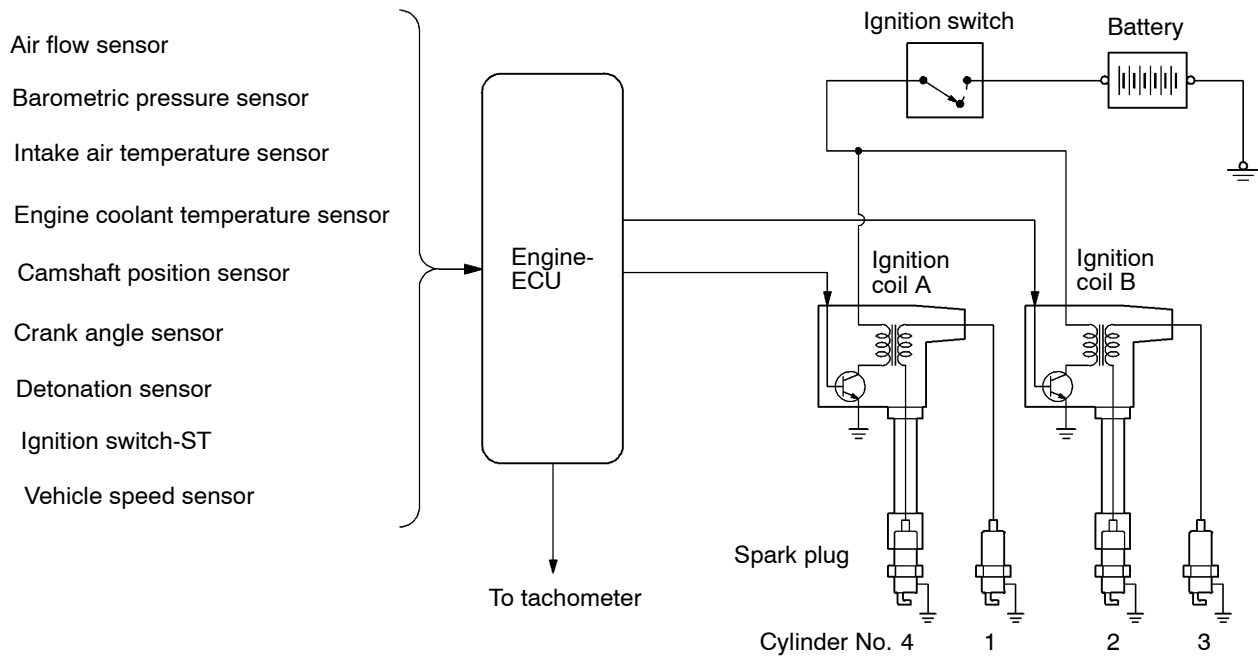 Air flow sensor
Barometric pressure sensor
Intake air temperature sensor
Engine coolant temperature sensor
Camshaft position sensor
Crank angle sensor
Detonation sensor
Ignition switch-ST
Vehicle speed sensor
Engine-
ECU
To tachometer
Ignition switch
Battery
Ignition
coil A
Ignition
coil B
Spark plug
Cylinder No. 4 1 2 3